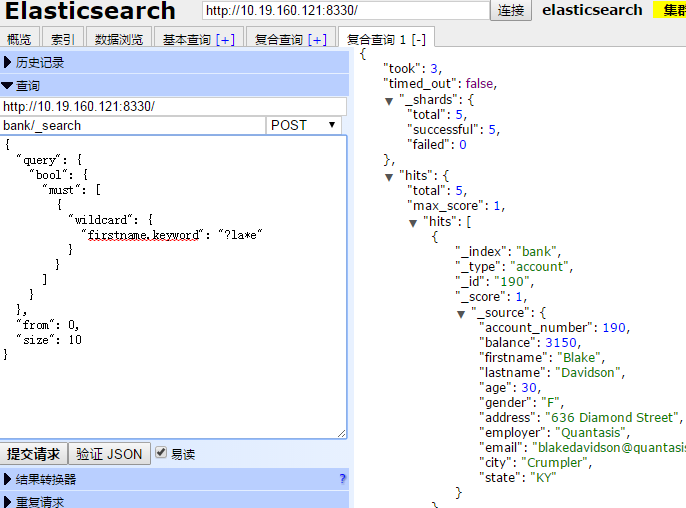 Elasticsearch
http://10.19.160.121:8330/
连接
elasticsearch
集群
概览
索引
数据浏览
基本查询 [+]
复合查询 [+]
复合查询 1 [-]
历史记录
查询
http://10.19.160.121:8330/
bank/_search
POST
{
"query": {
"bool": {
"must": [
{
"wildcard": {
"firstname.keyword": "?la*e"
}
}
]
}
},
"from": 0,
"size": 10
}
提交请求
验证 JSON
易读
结果转换器
?
重复请求
{
"took": 3,
"timed_out": false,
"_shards": {
"total": 5,
"successful": 5,
"failed": 0
},
"hits": {
"total": 5,
"max_score": 1,
"hits": [
{
"_index": "bank",
"_type": "account",
"_id": "190",
"_score": 1,
"_source": {
"account_number": 190,
"balance": 3150,
"firstname": "Blake",
"lastname": "Davidson",
"age": 30,
"gender": "F",
"address": "636 Diamond Street",
"employer": "Quantasis",
"email": "blakedavidson@quantasis
"city": "Crumpler",
"state": "KY"
}
}